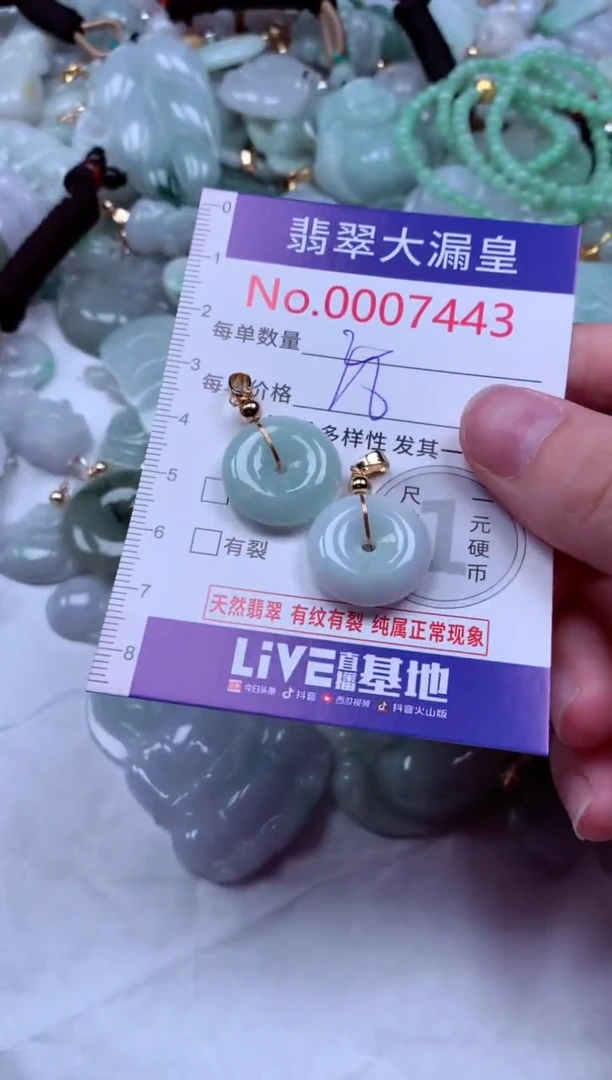 0
翡翠大漏皇
1
No.0007443
2
每单数量
3
每 价格
4
多样性 发其一
5
尺 一
1
元
硬
币
6
有裂
7
天然翡翠 有纹有裂 纯属正常现象
8
LiVE直播基地
今日头条 抖音 西瓜视频 抖音火山版